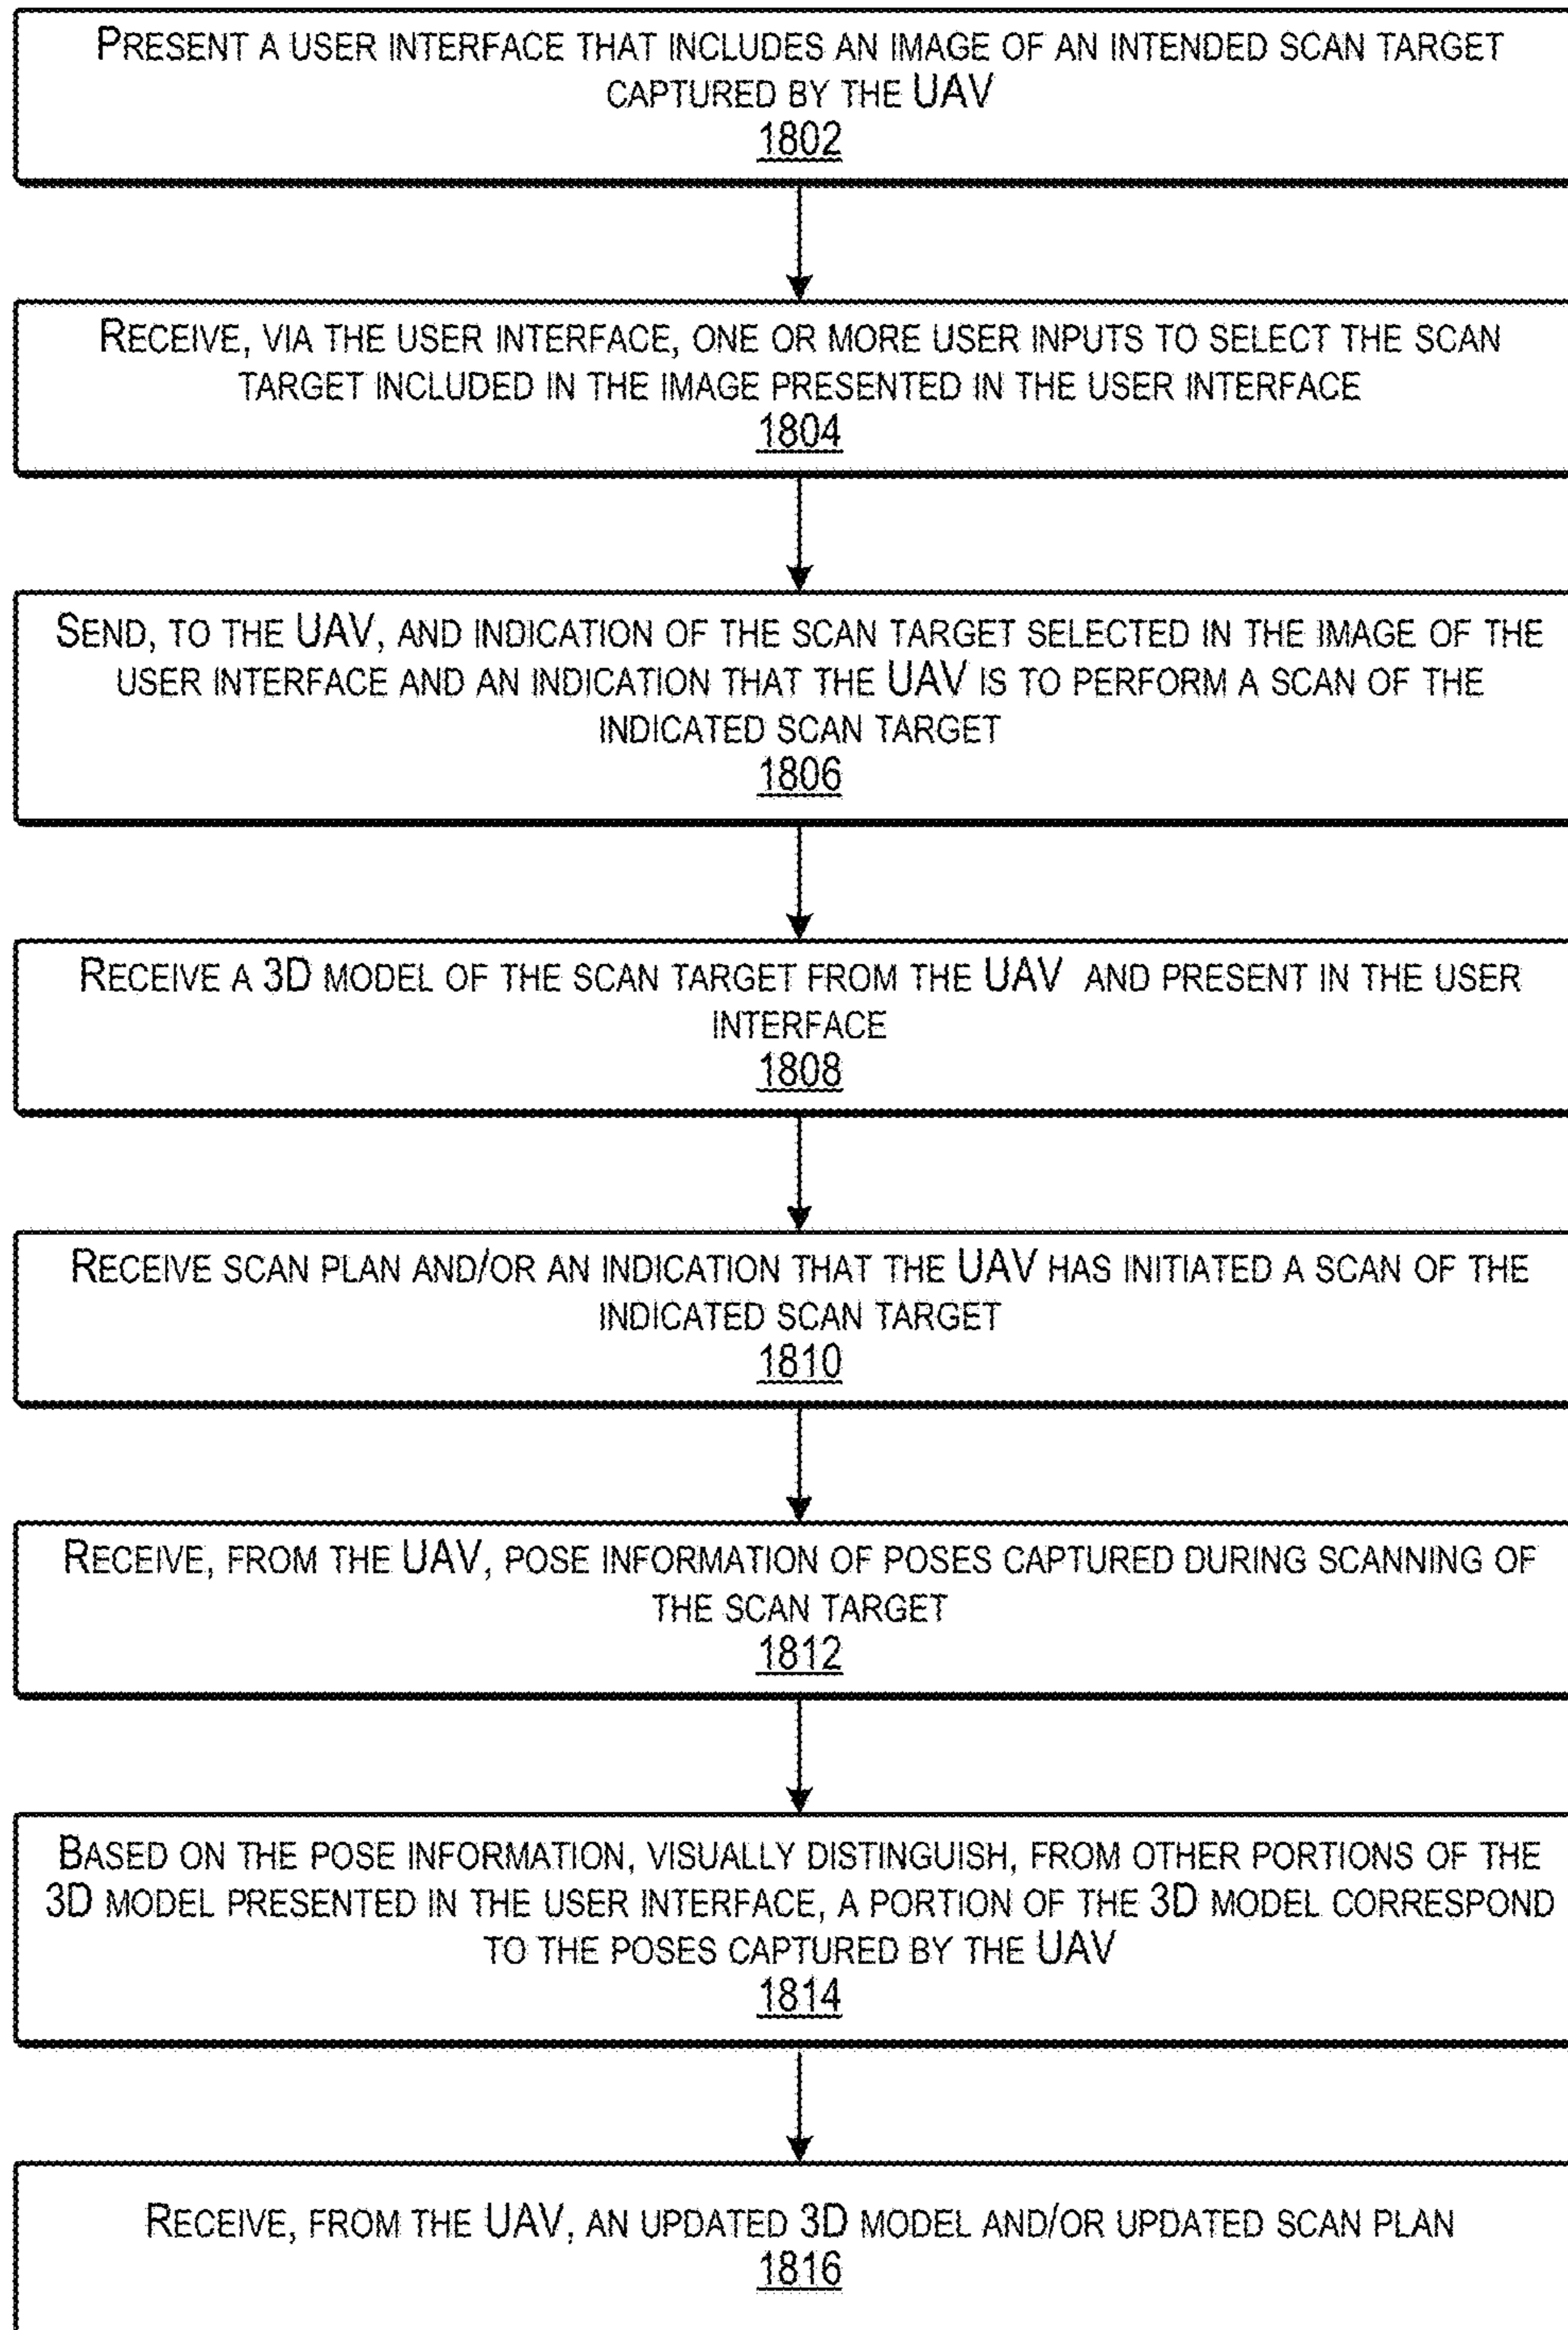 PRESENT A USER INTERFACE THAT INCLUDES AN IMAGE OF AN INTENDED SCAN TARGET
CAPTURED BY THE UAV
1802
RECEIVE, VIA THE USER INTERFACE, ONE OR MORE USER INPUTS TO SELECT THE SCAN
TARGET INCLUDED IN THE IMAGE PRESENTED IN THE USER INTERFACE
1804
SEND, TO THE UAV, AND INDICATION OF THE SCAN TARGET SELECTED IN THE IMAGE OF THE
USER INTERFACE AND AN INDICATION THAT THE UAV IS TO PERFORM A SCAN OF THE
INDICATED SCAN TARGET
1806
RECEIVE A 3D MODEL OF THE SCAN TARGET FROM THE UAV AND PRESENT IN THE USER
INTERFACE
1808
RECEIVE SCAN PLAN AND/OR AN INDICATION THAT THE UAV HAS INITIATED A SCAN OF THE
INDICATED SCAN TARGET
1810
RECEIVE, FROM THE UAV, POSE INFORMATION OF POSES CAPTURED DURING SCANNING OF
THE SCAN TARGET
1812
BASED ON THE POSE INFORMATION, VISUALLY DISTINGUISH, FROM OTHER PORTIONS OF THE
3D MODEL PRESENTED IN THE USER INTERFACE, A PORTION OF THE 3D MODEL CORRESPOND
TO THE POSES CAPTURED BY THE UAV
1814
RECEIVE, FROM THE UAV, AN UPDATED 3D MODEL AND/OR UPDATED SCAN PLAN
1816